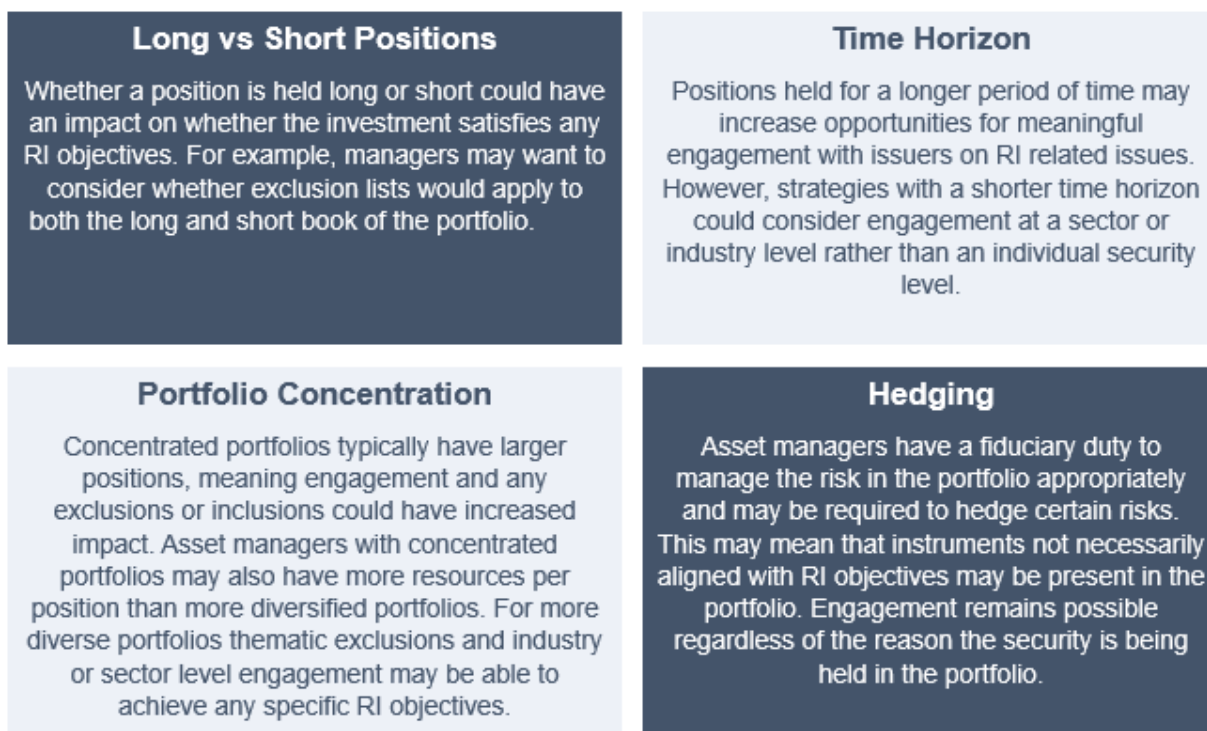 Long vs Short Positions
Whether a position is held long or short could have
an impact on whether the investment satisfies any
RI objectives. For example, managers may want to
consider whether exclusion lists would apply to
both the long and short book of the portfolio.
Time Horizon
Positions held for a longer period of time may
increase opportunities for meaningful
engagement with issuers on RI related issues.
However, strategies with a shorter time horizon
could consider engagement at a sector or
industry level rather than an individual security
level.
Portfolio Concentration
Concentrated portfolios typically have larger
positions, meaning engagement and any
exclusions or inclusions could have increased
impact. Asset managers with concentrated
portfolios may also have more resources per
position than more diversified portfolios. For more
diverse portfolios thematic exclusions and industry
or sector level engagement may be able to
achieve any specific RI objectives.
Hedging
Asset managers have a fiduciary duty to
manage the risk in the portfolio appropriately
and may be required to hedge certain risks.
This may mean that instruments not necessarily
aligned with RI objectives may be present in the
portfolio. Engagement remains possible
regardless of the reason the security is being
held in the portfolio.